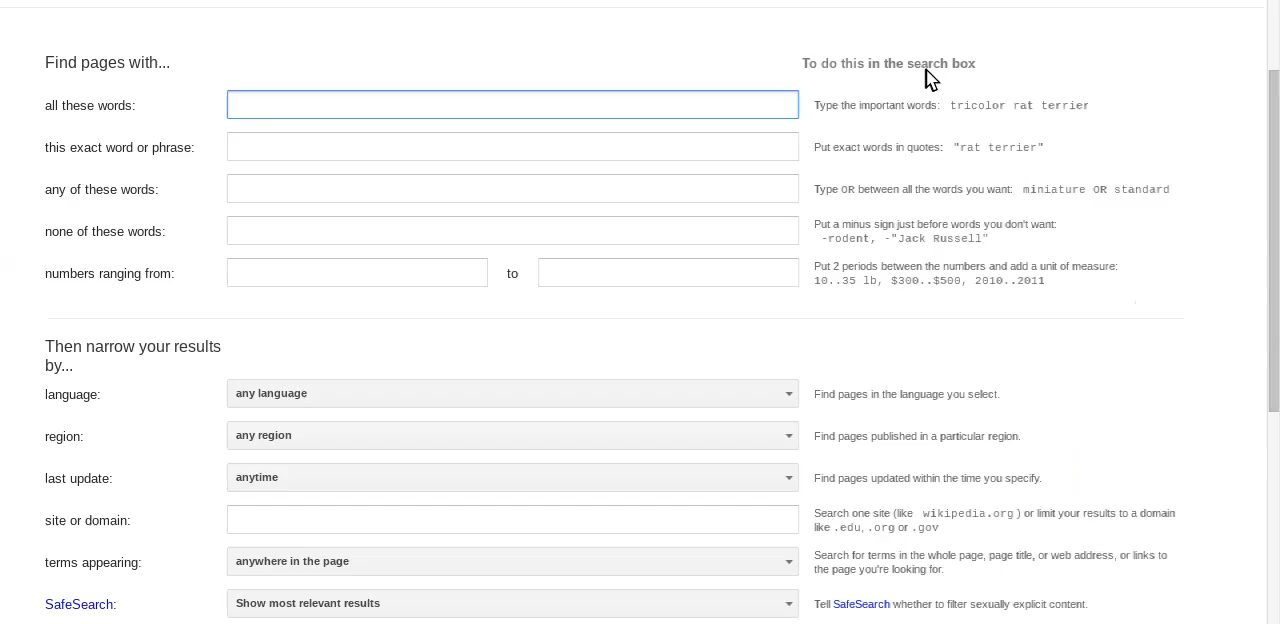 Find pages with... To do this in the search box
all these words: Type the important words: tricolor rat terrier
this exact word or phrase: Put exact words in quotes: "rat terrier"
any of these words: Type OR between all the words you want: miniature OR standard
none of these words: Put a minus sign just before words you don't want:
-rodent, -"Jack Russell"
numbers ranging from: to Put 2 periods between the numbers and add a unit of measure:
10..35 lb, $300..$500, 2010..2011
Then narrow your results
by...
language: any language Find pages in the language you select.
region: any region Find pages published in a particular region.
last update: anytime Find pages updated within the time you specify.
site or domain: Search one site (like wikipedia.org) or limit your results to a domain
like .edu, .org or .gov
terms appearing: anywhere in the page Search for terms in the whole page, page title, or web address, or links to
the page you're looking for.
SafeSearch: Show most relevant results Tell SafeSearch whether to filter sexually explicit content.